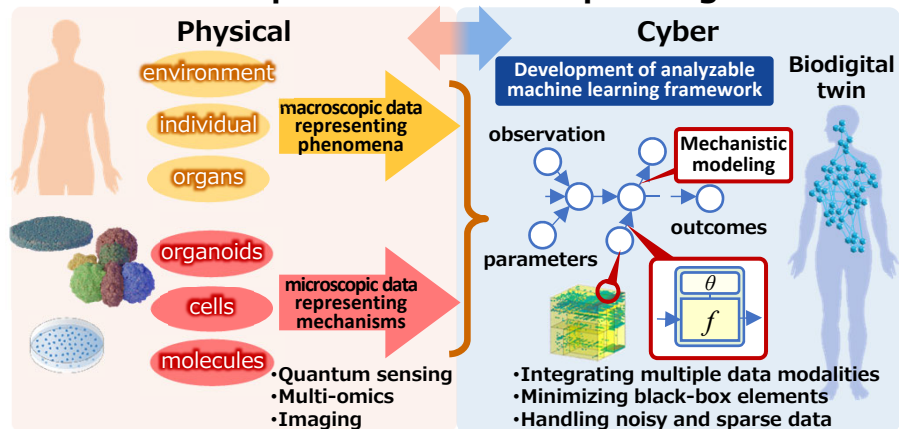 Physical
Cyber
environment
individual
organs
macroscopic data
representing
phenomena
organoids
cells
molecules
microscopic data
representing
mechanisms
•Quantum sensing
•Multi-omics
•Imaging
Development of analyzable
machine learning framework
Biodigital
twin
observation
Mechanistic
modeling
outcomes
parameters
θ
f
•Integrating multiple data modalities
•Minimizing black-box elements
•Handling noisy and sparse data